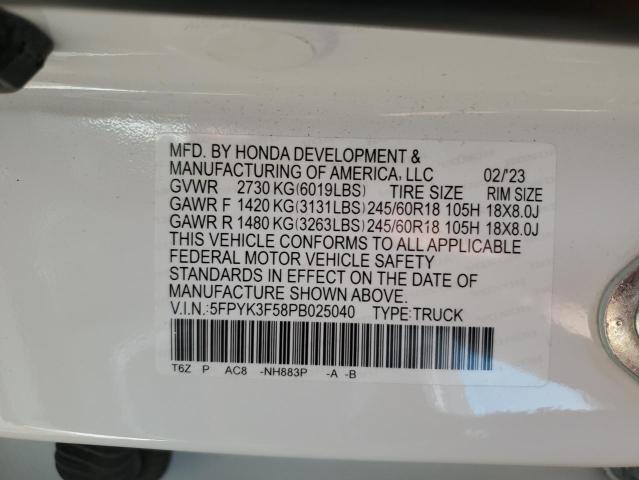 MFD. BY HONDA DEVELOPMENT &
MANUFACTURING OF AMERICA, LLC 02/'23
GVWR 2730 KG(6019LBS) TIRE SIZE RIM SIZE
GAWR F 1420 KG(3131LBS)245/60R18 105H 18X8.0J
GAWR R 1480 KG(3263LBS)245/60R18 105H 18X8.0J
THIS VEHICLE CONFORMS TO ALL APPLICABLE
FEDERAL MOTOR VEHICLE SAFETY
STANDARDS IN EFFECT ON THE DATE OF
MANUFACTURE SHOWN ABOVE.
V.I.N.:5FPYK3F58PB025040 TYPE:TRUCK
T6Z P AC8 -NH883P -A -B